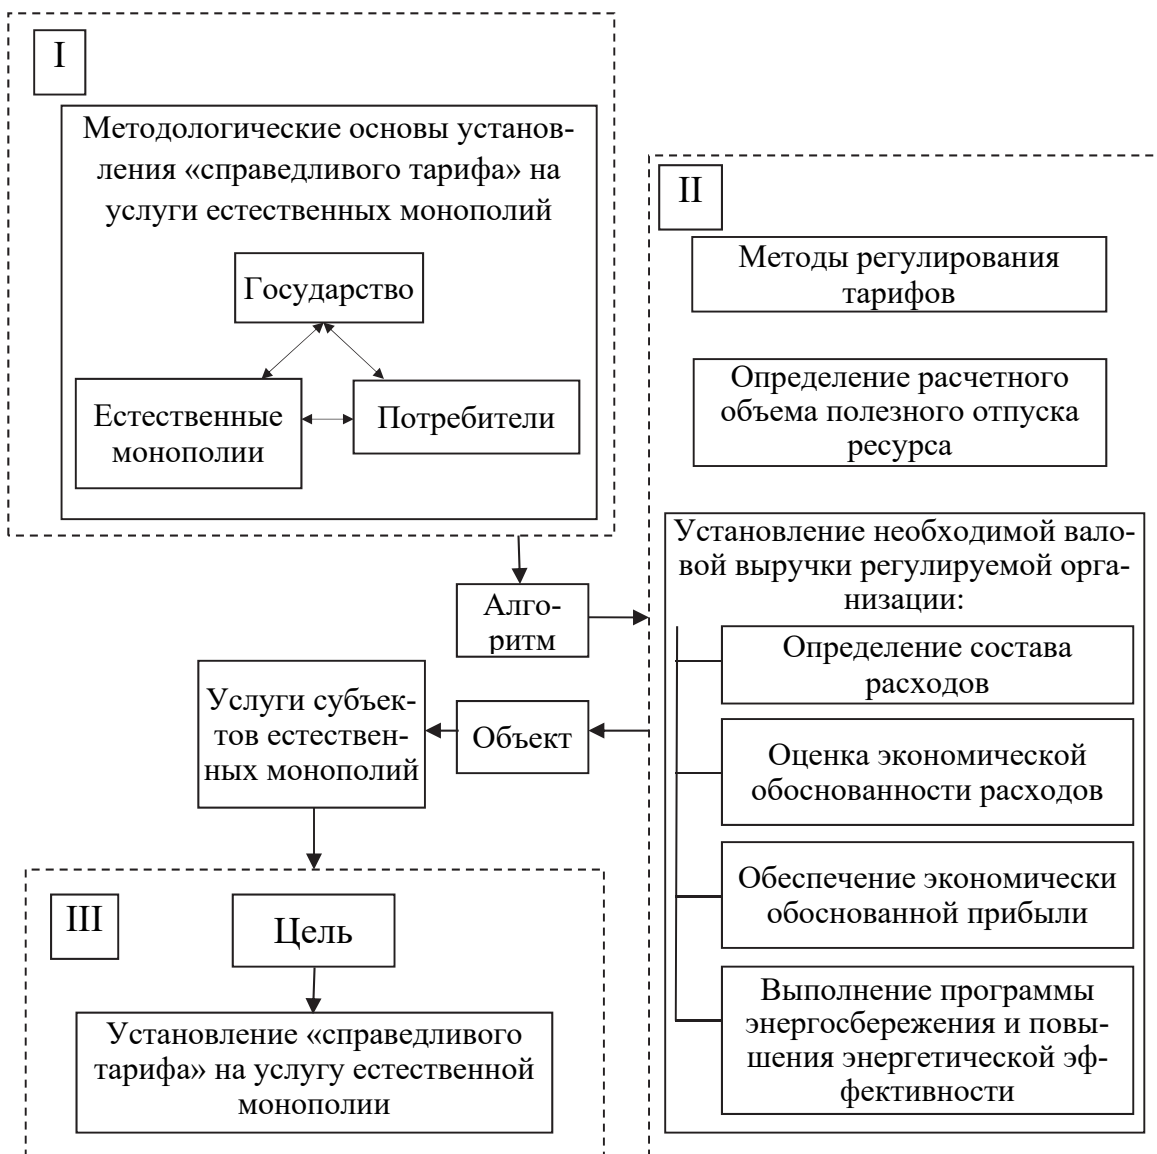 I
Методологические основы установ-
ления «справедливого тарифа» на
услуги естественных монополий
Государство
Естественные
монополии
Потребители
II
Методы регулирования
тарифов
Определение расчетного
объема полезного отпуска
ресурса
Установление необходимой вало-
вой выручки регулируемой орга-
низации:
Определение состава
расходов
Оценка экономической
обоснованности расходов
Обеспечение экономически
обоснованной прибыли
Выполнение программы
энергосбережения и повы-
шения энергетической эф-
фективности
Алго-
ритм
Объект
Услуги субъек-
тов естествен-
ных монополий
III
Цель
Установление «справедливого
тарифа» на услугу естественной
монополии